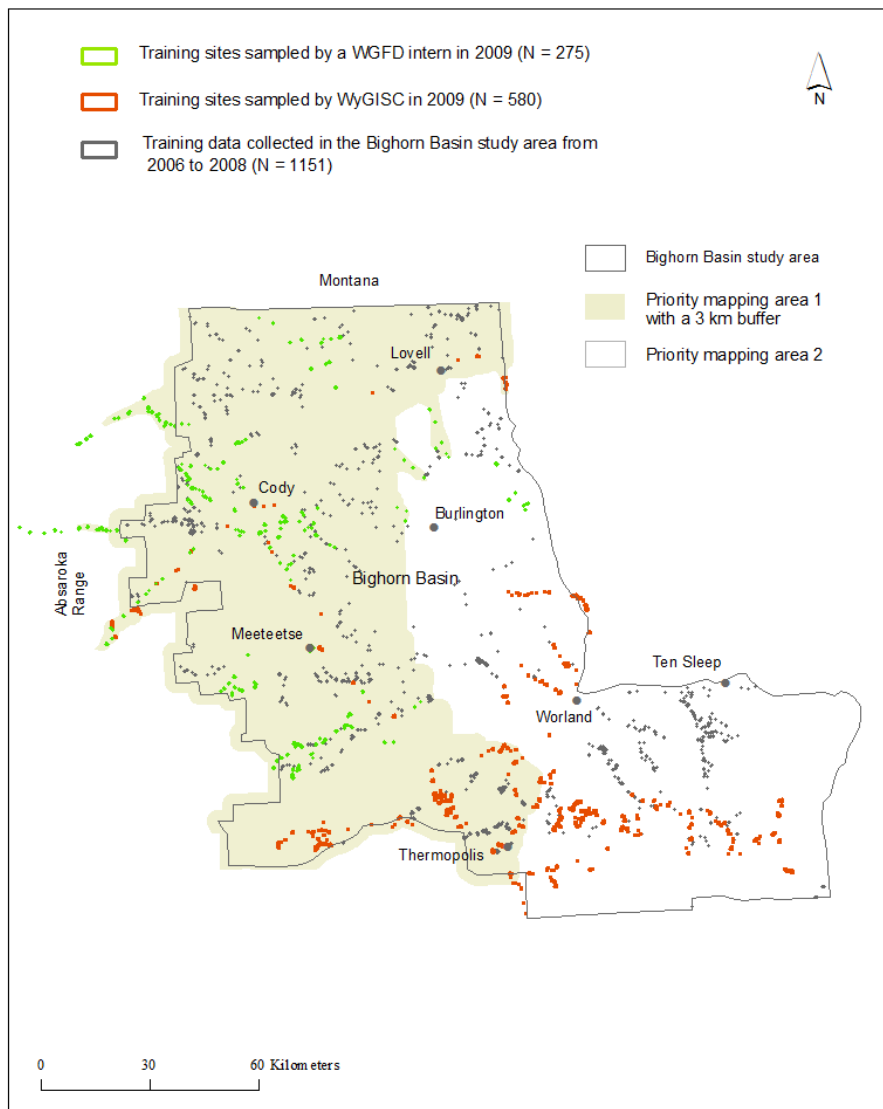 Training sites sampled by a WGFD intern in 2009 (N = 275)
Training sites sampled by WyGISC in 2009 (N = 580)
Training data collected in the Bighorn Basin study area from
2006 to 2008 (N = 1151)
N
Bighorn Basin study area
Priority mapping area 1
with a 3 km buffer
Priority mapping area 2
Montana
Lovell
Cody
Burlington
Bighorn Basin
Absaroka
Range
Meeteetse
Ten Sleep
Worland
Thermopolis
0 30 60 Kilometers